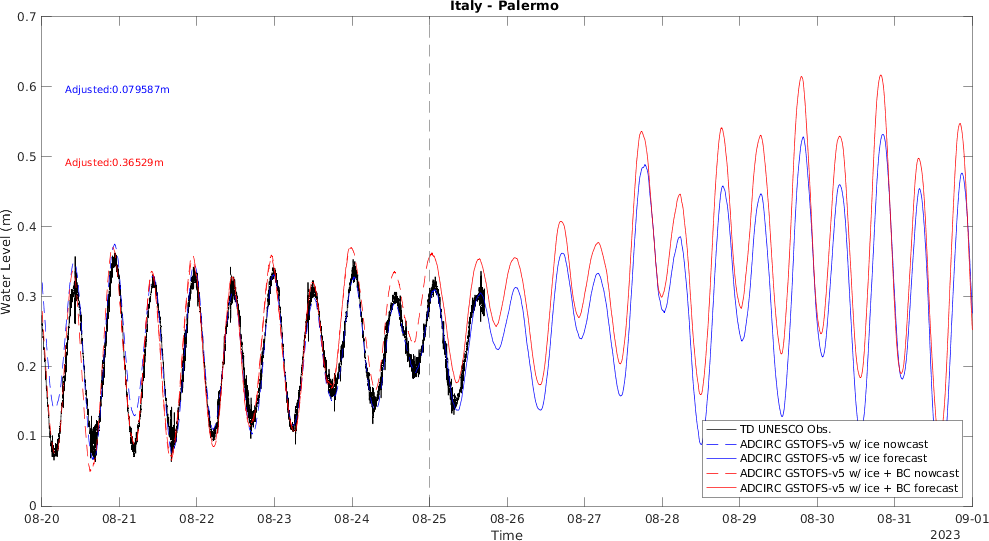 Italy - Palermo
0.7
0.6
0.5
0.4
0.3
0.2
0.1
0
Water Level (m)
Adjusted:0.079587m
Adjusted:0.36529m
TD UNESCO Obs.
ADCIRC GSTOFS-v5 w/ ice nowcast
ADCIRC GSTOFS-v5 w/ ice forecast
ADCIRC GSTOFS-v5 w/ ice + BC nowcast
ADCIRC GSTOFS-v5 w/ ice + BC forecast
08-20 08-21 08-22 08-23 08-24 08-25 08-26 08-27 08-28 08-29 08-30 08-31 09-01
Time
2023